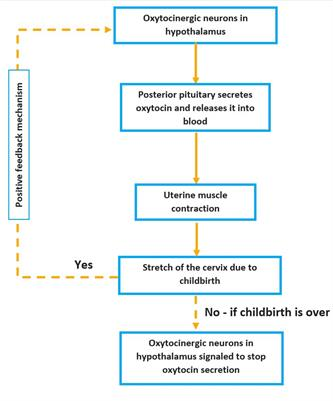 Oxytocinergic neurons in
hypothalamus
Positive feedback mechanism
Posterior pituitary secretes
oxytocin and releases it into
blood
Uterine muscle
contraction
Yes
Stretch of the cervix due to
childbirth
No - if childbirth is over
Oxytocinergic neurons in
hypothalamus signaled to stop
oxytocin secretion